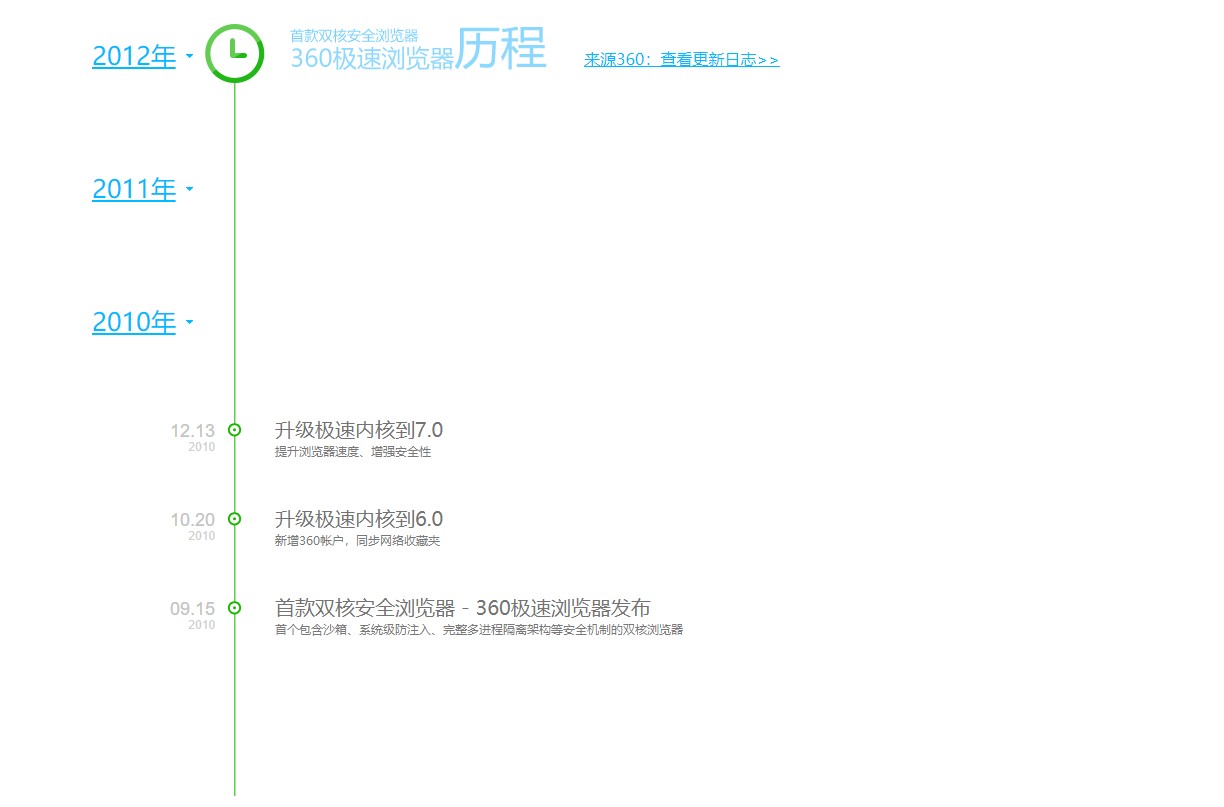 2012年
首款双核安全浏览器
360极速浏览器历程
来源360：查看更新日志>>
2011年
2010年
12.13
2010
升级极速内核到7.0
提升浏览器速度、增强安全性
10.20
2010
升级极速内核到6.0
新增360帐户，同步网络收藏夹
09.15
2010
首款双核安全浏览器 - 360极速浏览器发布
首个包含沙箱、系统级防注入、完整多进程隔离架构等安全机制的双核浏览器